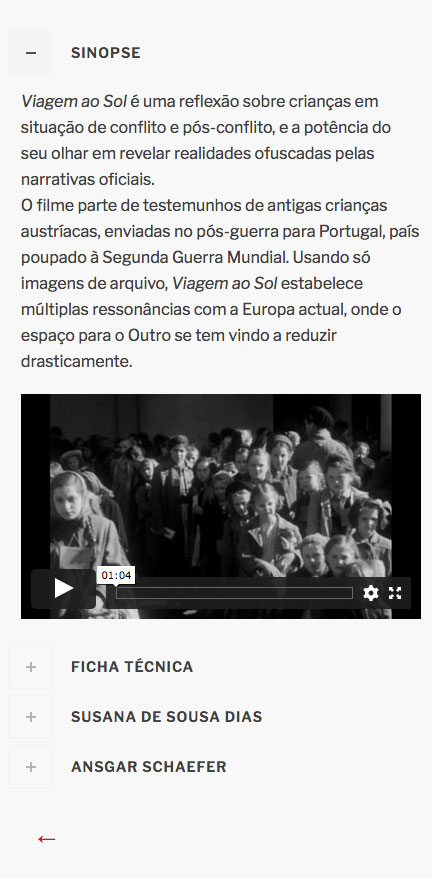 SINOPSE
Viagem ao Sol é uma reflexão sobre crianças em
situação de conflito e pós-conflito, e a potência do
seu olhar em revelar realidades ofuscadas pelas
narrativas oficiais.
O filme parte de testemunhos de antigas crianças
austríacas, enviadas no pós-guerra para Portugal, país
poupado à Segunda Guerra Mundial. Usando só
imagens de arquivo, Viagem ao Sol estabelece
múltiplas ressonâncias com a Europa actual, onde o
espaço para o Outro se tem vindo a reduzir
drasticamente.
01:04
FICHA TÉCNICA
SUSANA DE SOUSA DIAS
ANSGAR SCHAEFER